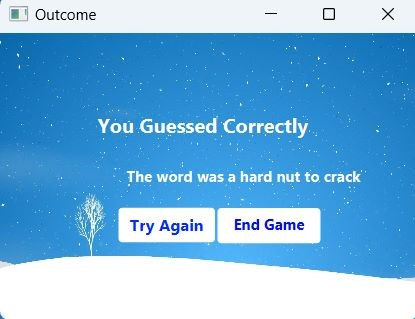 Outcome
You Guessed Correctly
The word was a hard nut to crack
Try Again
End Game